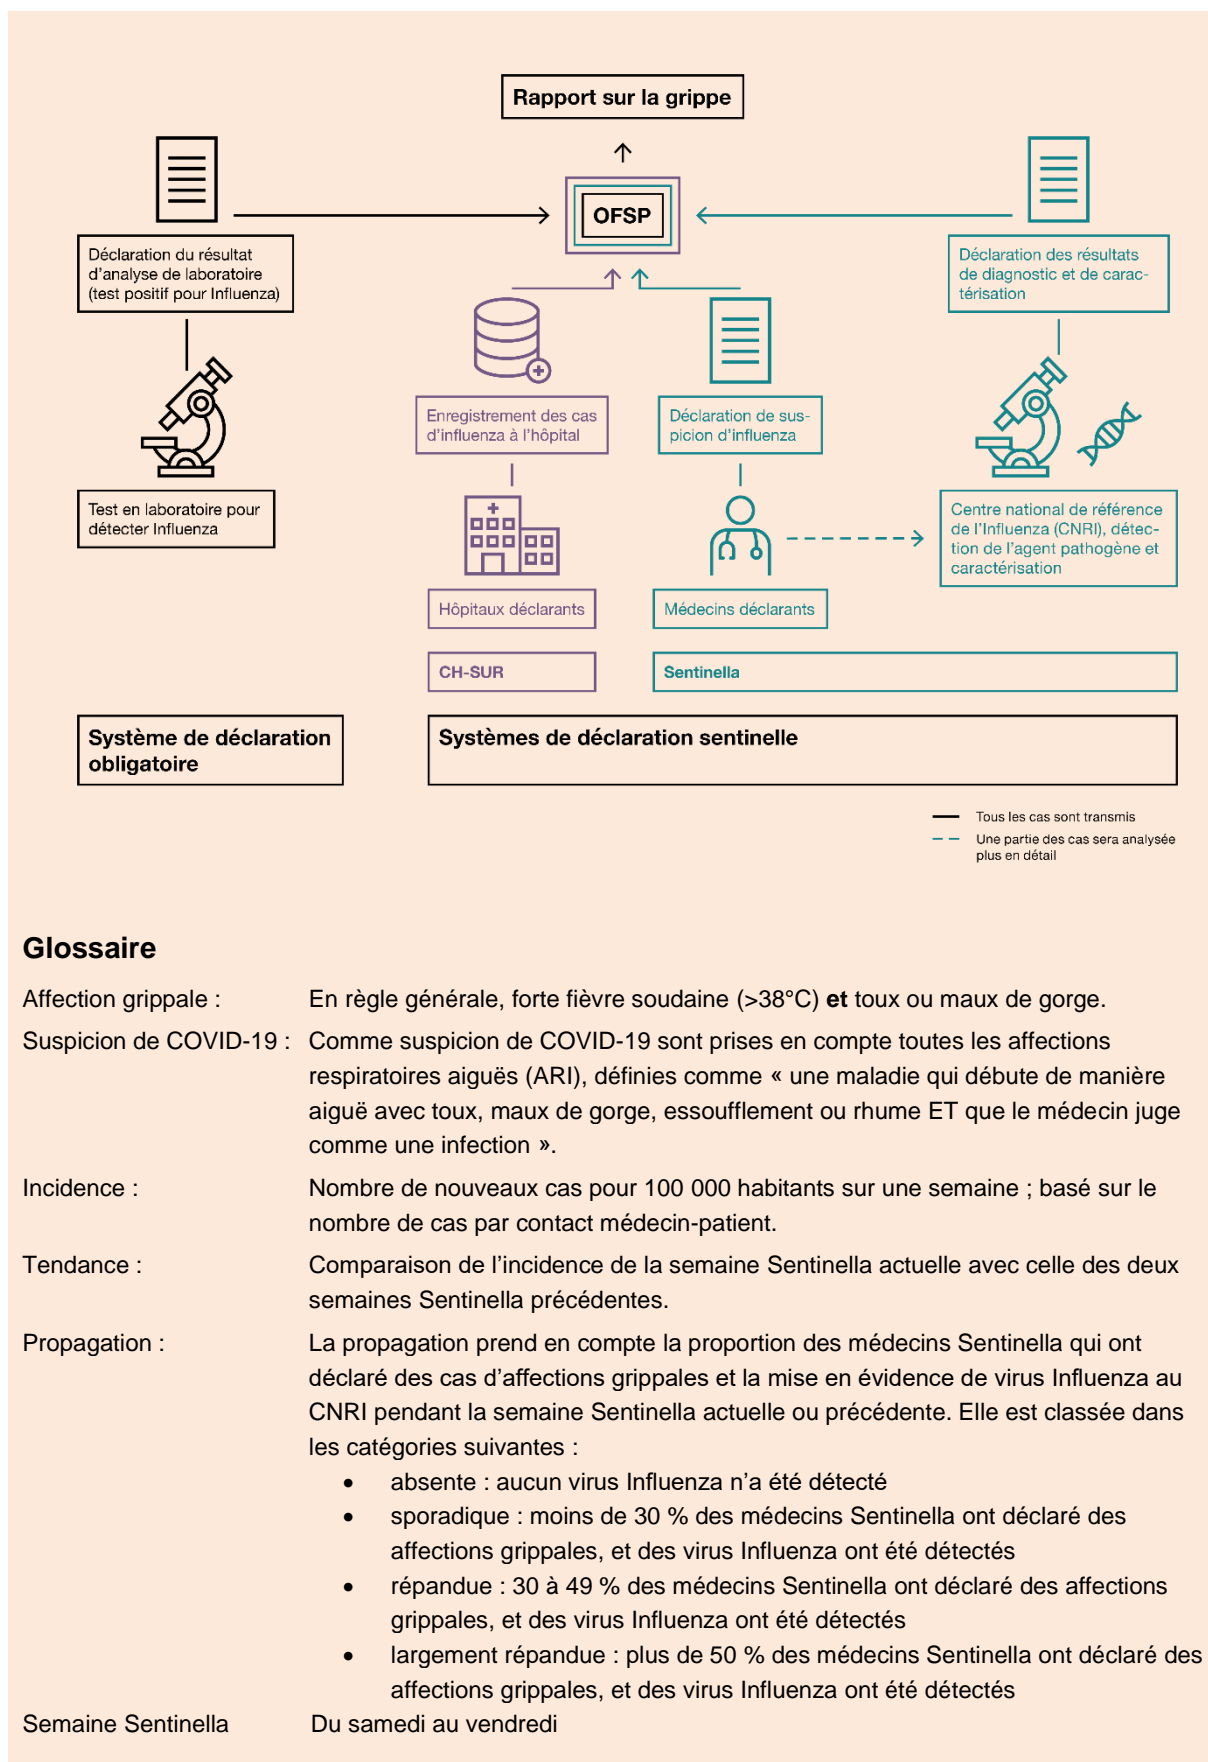 Rapport sur la grippe
OFSP
Déclaration du résultat
d’analyse de laboratoire
(test positif pour Influenza)
Déclaration des résultats
de diagnostic et de carac-
térisation
Enregistrement des cas
d’influenza à l’hôpital
Déclaration de sus-
picion d’influenza
Test en laboratoire pour
détecter Influenza
Centre national de référence
de l’Influenza (CNRI), détec-
tion de l’agent pathogène et
caractérisation
Hôpitaux déclarants
Médecins déclarants
CH-SUR
Sentinella
Système de déclaration
obligatoire
Systèmes de déclaration sentinelle
Tous les cas sont transmis
Une partie des cas sera analysée
plus en détail
Glossaire
Affection grippale : En règle générale, forte fièvre soudaine (>38°C) et toux ou maux de gorge.
Suspicion de COVID-19 : Comme suspicion de COVID-19 sont prises en compte toutes les affections
respiratoires aiguës (ARI), définies comme « une maladie qui débute de manière
aiguë avec toux, maux de gorge, essoufflement ou rhume ET que le médecin juge
comme une infection ».
Incidence : Nombre de nouveaux cas pour 100 000 habitants sur une semaine ; basé sur le
nombre de cas par contact médecin-patient.
Tendance : Comparaison de l’incidence de la semaine Sentinella actuelle avec celle des deux
semaines Sentinella précédentes.
Propagation : La propagation prend en compte la proportion des médecins Sentinella qui ont
déclaré des cas d’affections grippales et la mise en évidence de virus Influenza au
CNRI pendant la semaine Sentinella actuelle ou précédente. Elle est classée dans
les catégories suivantes :
• absente : aucun virus Influenza n’a été détecté
• sporadique : moins de 30 % des médecins Sentinella ont déclaré des
affections grippales, et des virus Influenza ont été détectés
• répandue : 30 à 49 % des médecins Sentinella ont déclaré des affections
grippales, et des virus Influenza ont été détectés
• largement répandue : plus de 50 % des médecins Sentinella ont déclaré des
affections grippales, et des virus Influenza ont été détectés
Semaine Sentinella Du samedi au vendredi